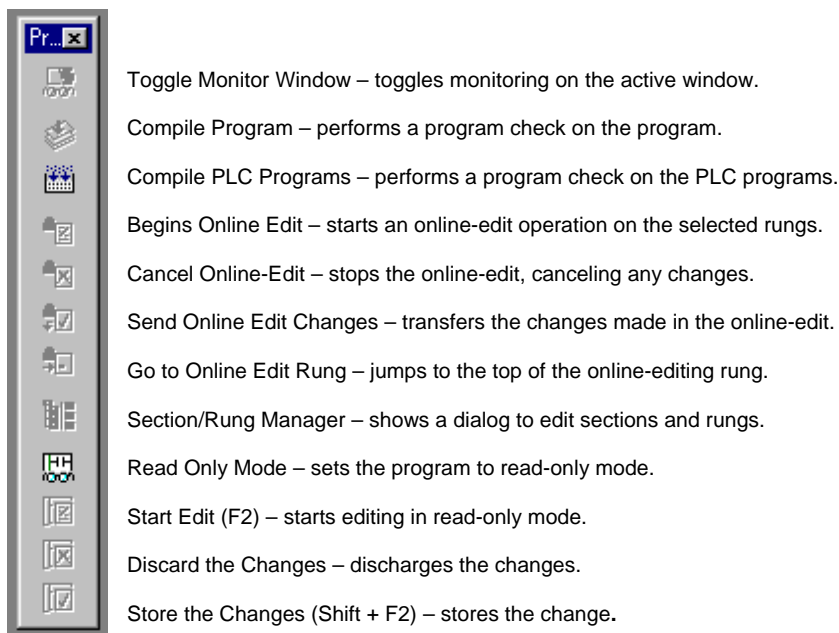 Pr...
Toggle Monitor Window – toggles monitoring on the active window.
Compile Program – performs a program check on the program.
Compile PLC Programs – performs a program check on the PLC programs.
Begins Online Edit – starts an online-edit operation on the selected rungs.
Cancel Online-Edit – stops the online-edit, canceling any changes.
Send Online Edit Changes – transfers the changes made in the online-edit.
Go to Online Edit Rung – jumps to the top of the online-editing rung.
Section/Rung Manager – shows a dialog to edit sections and rungs.
Read Only Mode – sets the program to read-only mode.
Start Edit (F2) – starts editing in read-only mode.
Discard the Changes – discharges the changes.
Store the Changes (Shift + F2) – stores the change.